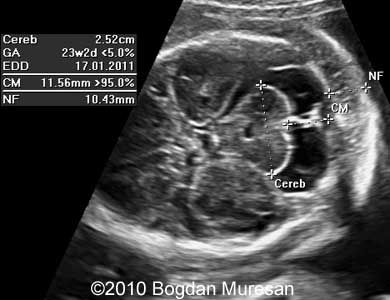 Cereb 2.52cm
GA 23w2d <5.0%
EDD 17.01.2011
CM 11.56mm >95.0%
NF 10.43mm
NF
CM
Cereb
©2010 Bogdan Muresan